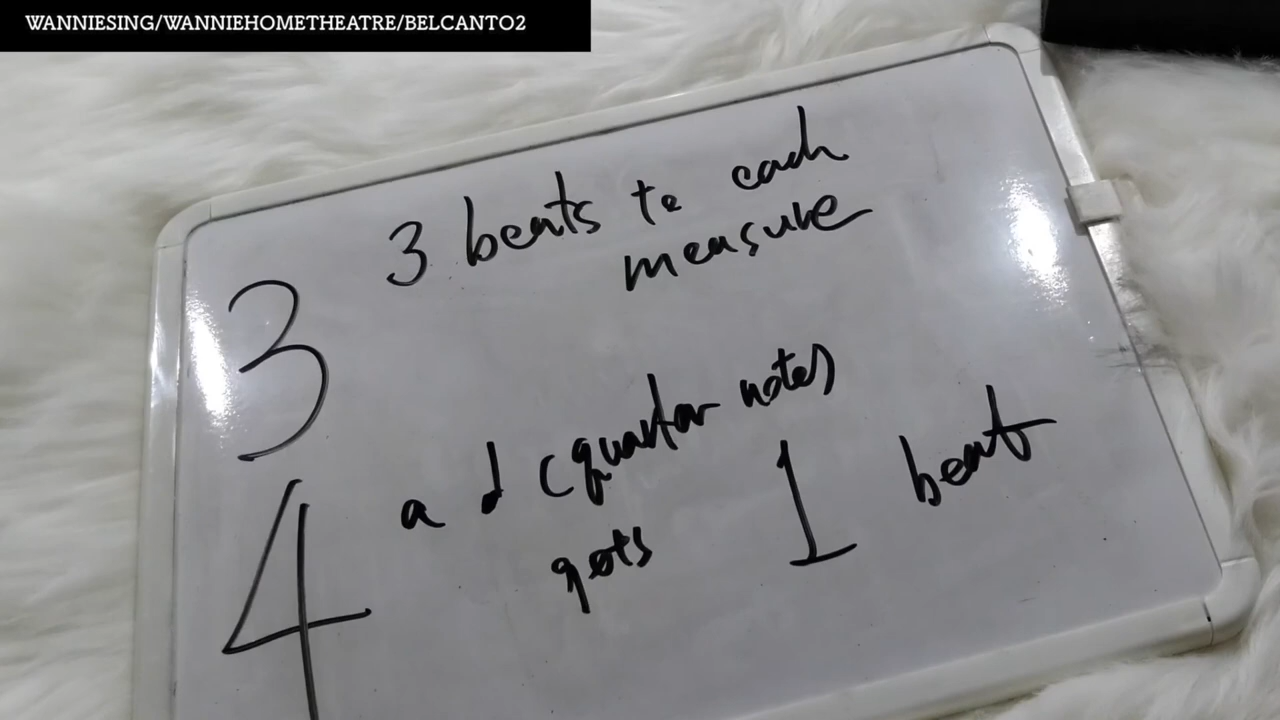 WANNIESING/WANNIEHOMETHEATRE/BELCANTO2
3 beats to each
measure
3
a ♩ (quarter notes
gets 1 beat
4